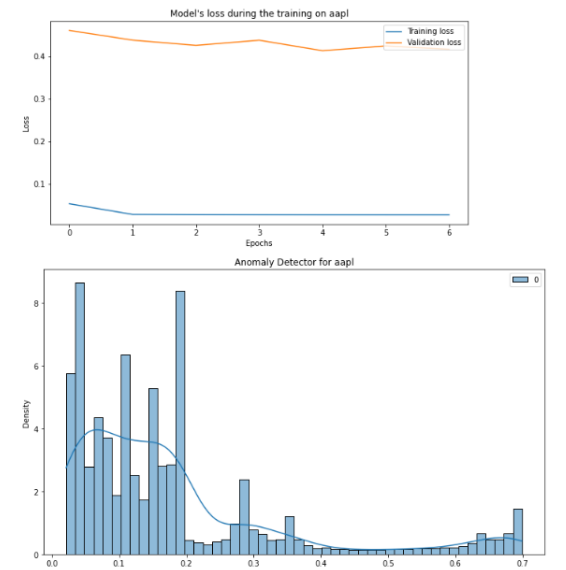 Model's loss during the training on aapl
Training loss
Validation loss
0.4
0.3
0.2
0.1
Loss
0 1 2 3 4 5 6
Epochs
Anomaly Detector for aapl
0
8
6
4
2
0
Density
0.0 0.1 0.2 0.3 0.4 0.5 0.6 0.7